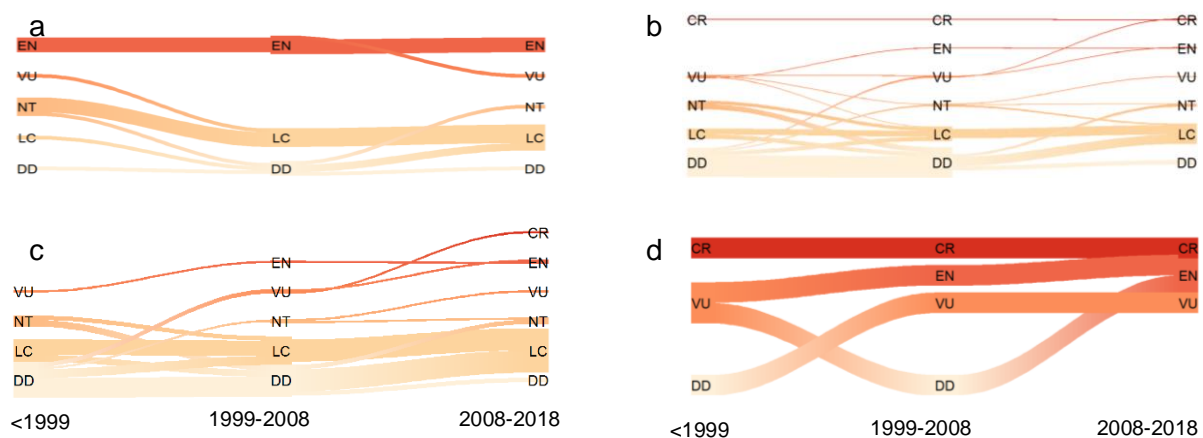 a
EN EN EN
VU VU
NT NT
LC LC LC
DD DD DD
b
CR CR CR
EN EN
VU VU VU
NT NT NT
LC LC LC
DD DD DD
c
CR
EN EN
VU VU VU
NT NT NT
LC LC LC
DD DD DD
<1999 1999-2008 2008-2018
d
CR CR CR
EN EN
VU VU VU
DD DD
<1999 1999-2008 2008-2018